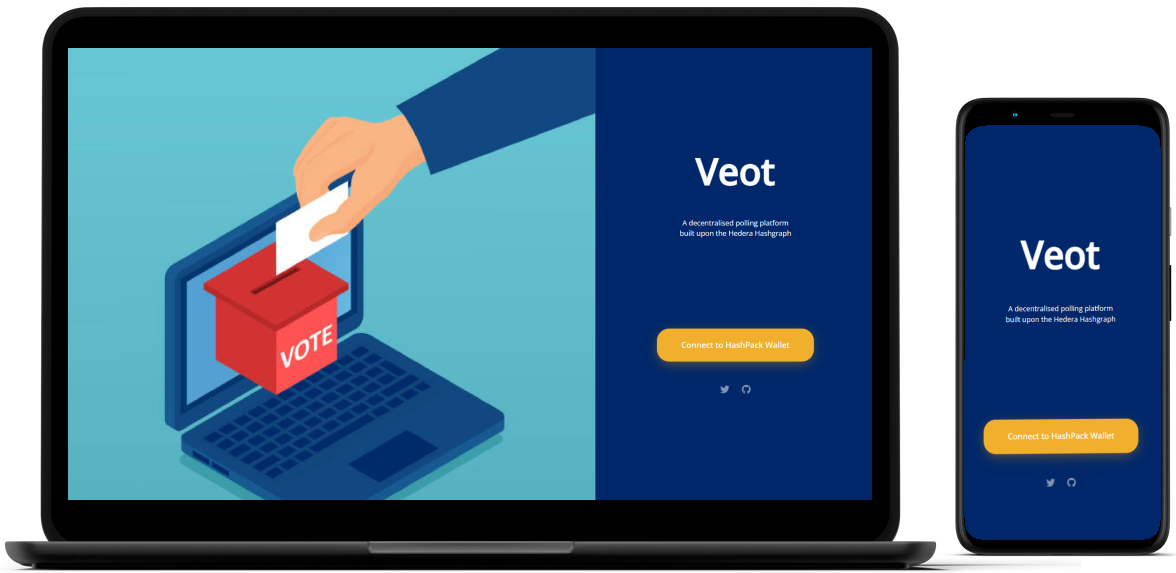 VOTE
Veot
A decentralised polling platform
built upon the Hedera Hashgraph
Connect to HashPack Wallet
Veot
A decentralised polling platform
built upon the Hedera Hashgraph
Connect to HashPack Wallet